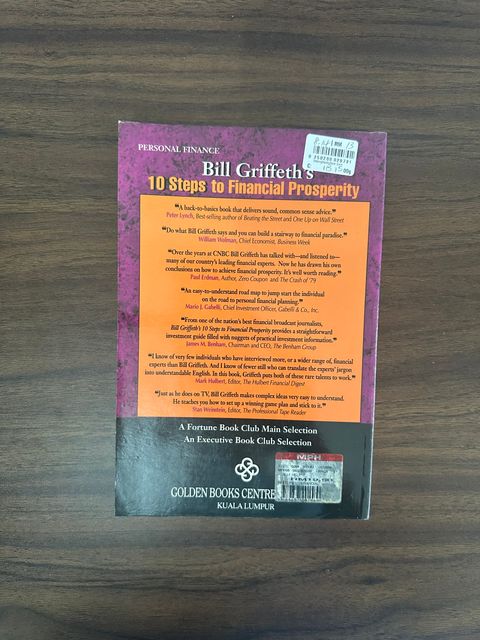 PERSONAL FINANCE
Bill Griffeth's
10 Steps to Financial Prosperity
❝A back-to-basics book that delivers sound, common sense advice.❞
Peter Lynch, Best-selling author of Beating the Street and One Up on Wall Street
❝Do what Bill Griffeth says and you can build a stairway to financial paradise.❞
William Wolman, Chief Economist, Business Week
❝Over the years at CNBC Bill Griffeth has talked with—and listened to—
many of our country's leading financial experts. Now he has drawn his own
conclusions on how to achieve financial prosperity. It's well worth reading.❞
Paul Erdman, Author, Zero Coupon and The Crash of '79
❝An easy-to-understand road map to jump start the individual
on the road to personal financial planning.❞
Mario J. Gabelli, Chief Investment Officer, Gabelli & Co., Inc.
❝From one of the nation's best financial broadcast journalists,
Bill Griffeth's 10 Steps to Financial Prosperity provides a straightforward
investment guide filled with nuggets of practical investment information.❞
James M. Benham, Chairman and CEO, The Benham Group
❝I know of very few individuals who have interviewed more, or a wider range of, financial
experts than Bill Griffeth. And I know of fewer still who can translate the experts' jargon
into understandable English. In this book, Griffeth puts both of these rare talents to work.❞
Mark Hulbert, Editor, The Hulbert Financial Digest
❝Just as he does on TV, Bill Griffeth makes complex ideas very easy to understand.
He teaches you how to set up a winning game plan and stick to it.❞
Stan Weinstein, Editor, The Professional Tape Reader
A Fortune Book Club Main Selection
An Executive Book Club Selection
MPH
GOLDEN BOOKS CENTRE
KUALA LUMPUR